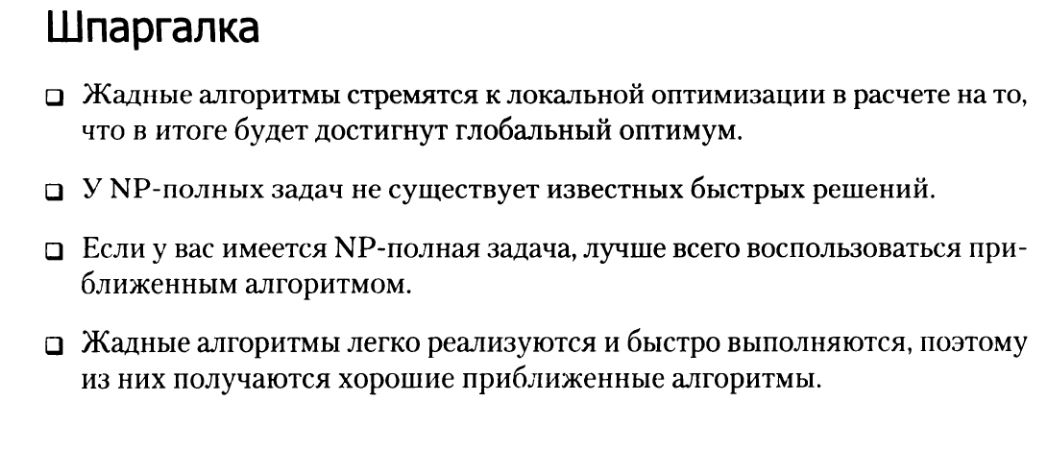 Шпаргалка
❏ Жадные алгоритмы стремятся к локальной оптимизации в расчете на то,
что в итоге будет достигнут глобальный оптимум.
❏ У NP-полных задач не существует известных быстрых решений.
❏ Если у вас имеется NP-полная задача, лучше всего воспользоваться при-
ближенным алгоритмом.
❏ Жадные алгоритмы легко реализуются и быстро выполняются, поэтому
из них получаются хорошие приближенные алгоритмы.